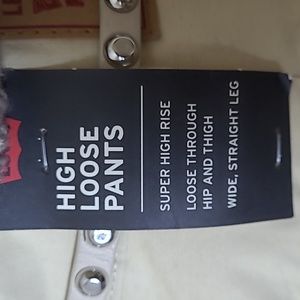 HIGH
LOOSE
PANTS
SUPER HIGH RISE
LOOSE THROUGH
HIP AND THIGH
WIDE, STRAIGHT LEG